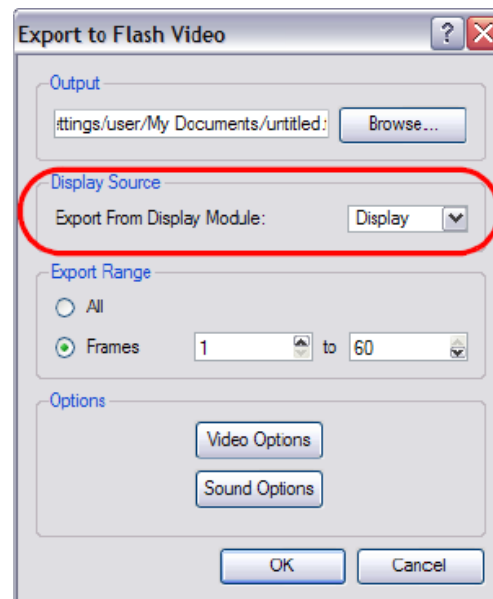 Export to Flash Video
Output
ttings/user/My Documents/untitled.
Browse...
Display Source
Export From Display Module:
Display
Export Range
All
Frames
1
to
60
Options
Video Options
Sound Options
OK
Cancel